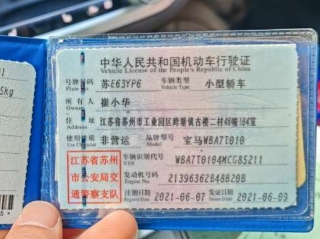 5kg
中华人民共和国机动车行驶证
Vehicle License of the People's Republic of China
号牌号码 苏E63YP6 车辆类型 小型轿车
所有人 崔小华
住址 江苏省苏州市工业园区跨塘镇古楼二村46幢104室
使用性质 非营运 品牌型号 宝马WBA7T010
江苏省苏州
市公安局交
通警察支队
车辆识别代号 WBA7T0104MCG85211
VIN
发动机号码 21396362B48B20B
Engine No.
注册日期 2021-06-07 发证日期 2021-06-09